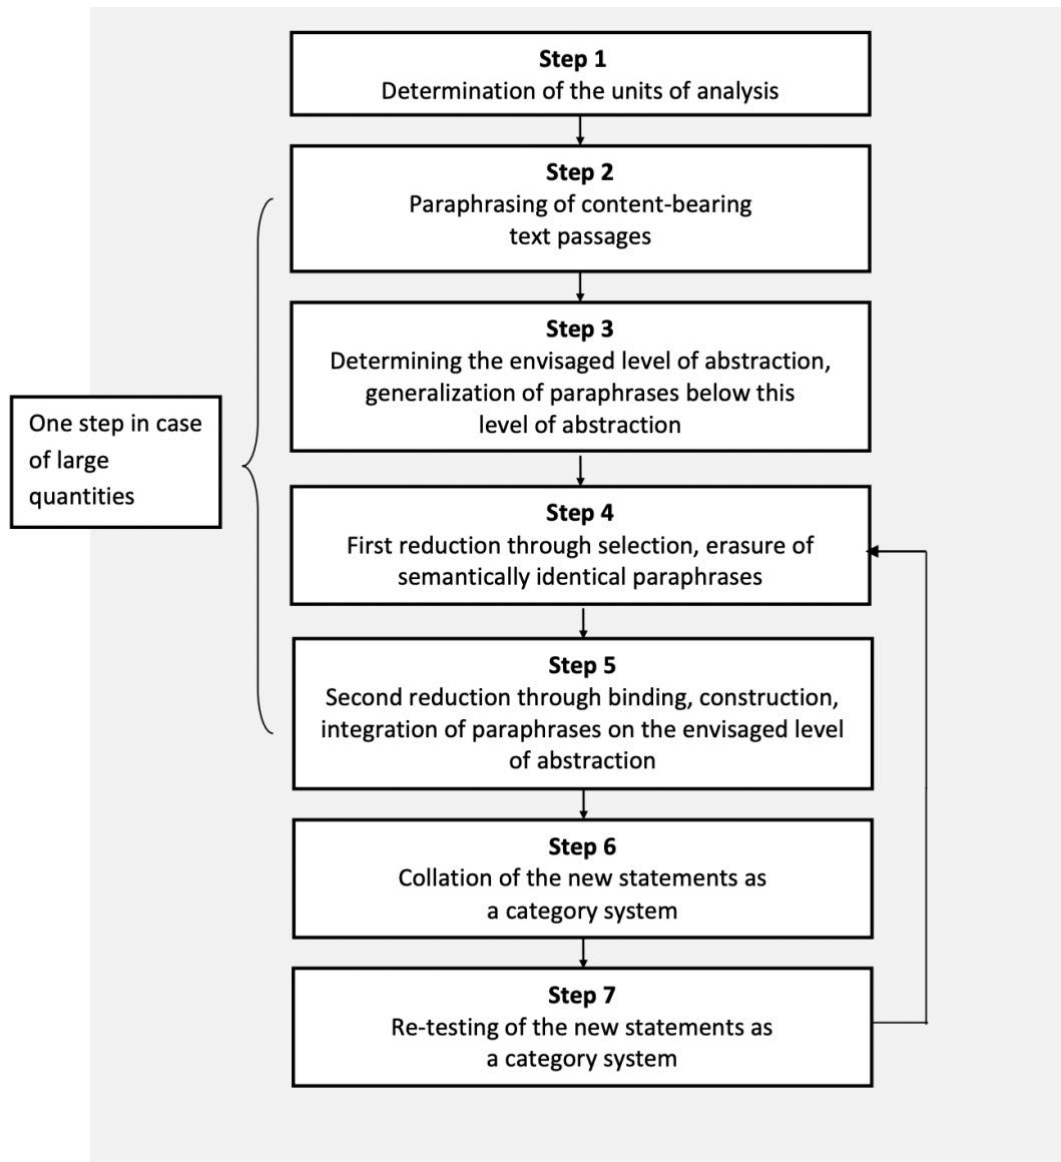 Step 1
Determination of the units of analysis
Step 2
Paraphrasing of content-bearing
text passages
Step 3
Determining the envisaged level of abstraction,
generalization of paraphrases below this
level of abstraction
One step in case
of large
quantities
Step 4
First reduction through selection, erasure of
semantically identical paraphrases
Step 5
Second reduction through binding, construction,
integration of paraphrases on the envisaged level
of abstraction
Step 6
Collation of the new statements as
a category system
Step 7
Re-testing of the new statements as
a category system